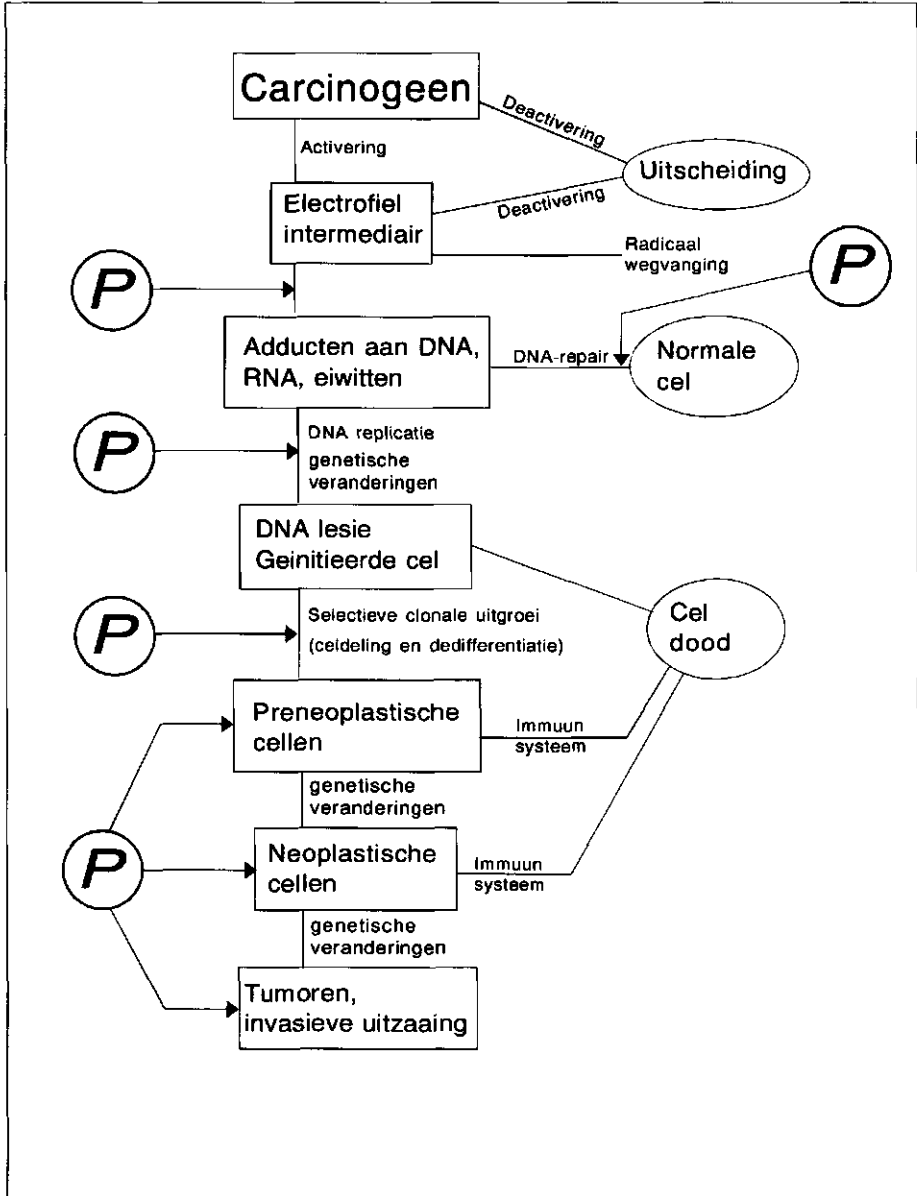 Carcinogeen
Deactivering
Activering
Uitscheiding
Electrofiel
intermediair
Deactivering
Radicaal
wegvanging
P
P
Adducten aan DNA,
RNA, eiwitten
DNA-repair
Normale
cel
P
DNA replicatie
genetische
veranderingen
DNA lesie
Geinitieerde cel
P
Selectieve clonale uitgroei
(celdeling en dedifferentiatie)
Cel
dood
Preneoplastische
cellen
Immuun
systeem
genetische
veranderingen
P
Neoplastische
cellen
Immuun
systeem
genetische
veranderingen
Tumoren,
invasieve uitzaaing